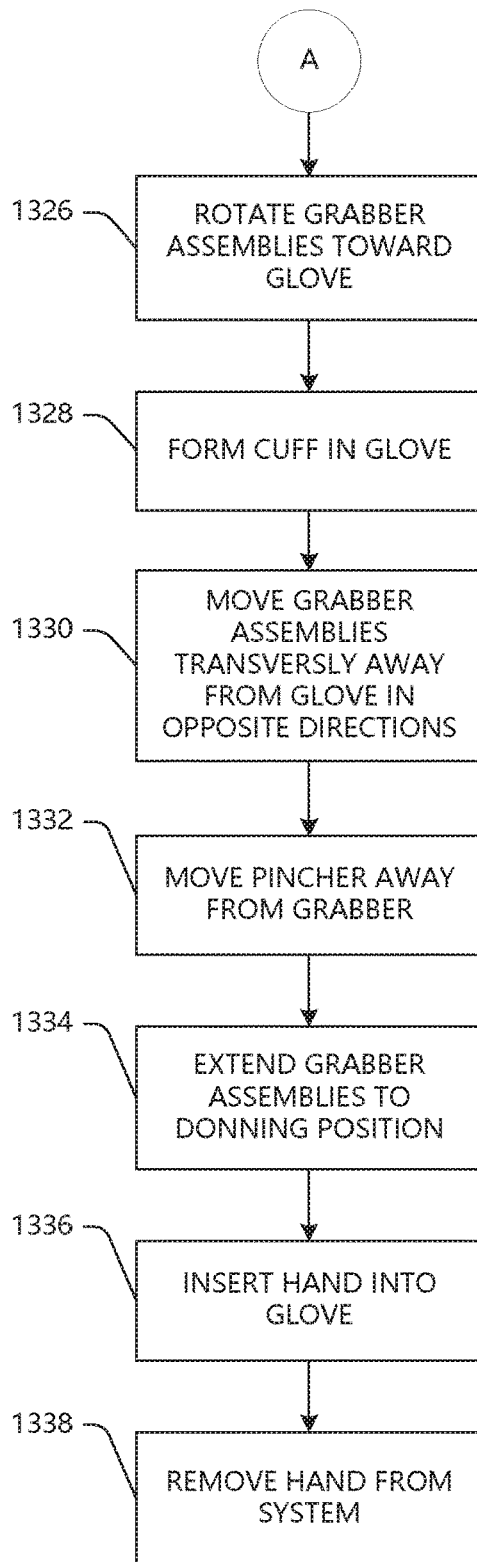 A
1326
ROTATE GRABBER
ASSEMBLIES TOWARD
GLOVE
1328
FORM CUFF IN GLOVE
1330
MOVE GRABBER
ASSEMBLIES
TRANSVERSLY AWAY
FROM GLOVE IN
OPPOSITE DIRECTIONS
1332
MOVE PINCHER AWAY
FROM GRABBER
1334
EXTEND GRABBER
ASSEMBLIES TO
DONNING POSITION
1336
INSERT HAND INTO
GLOVE
1338
REMOVE HAND FROM
SYSTEM